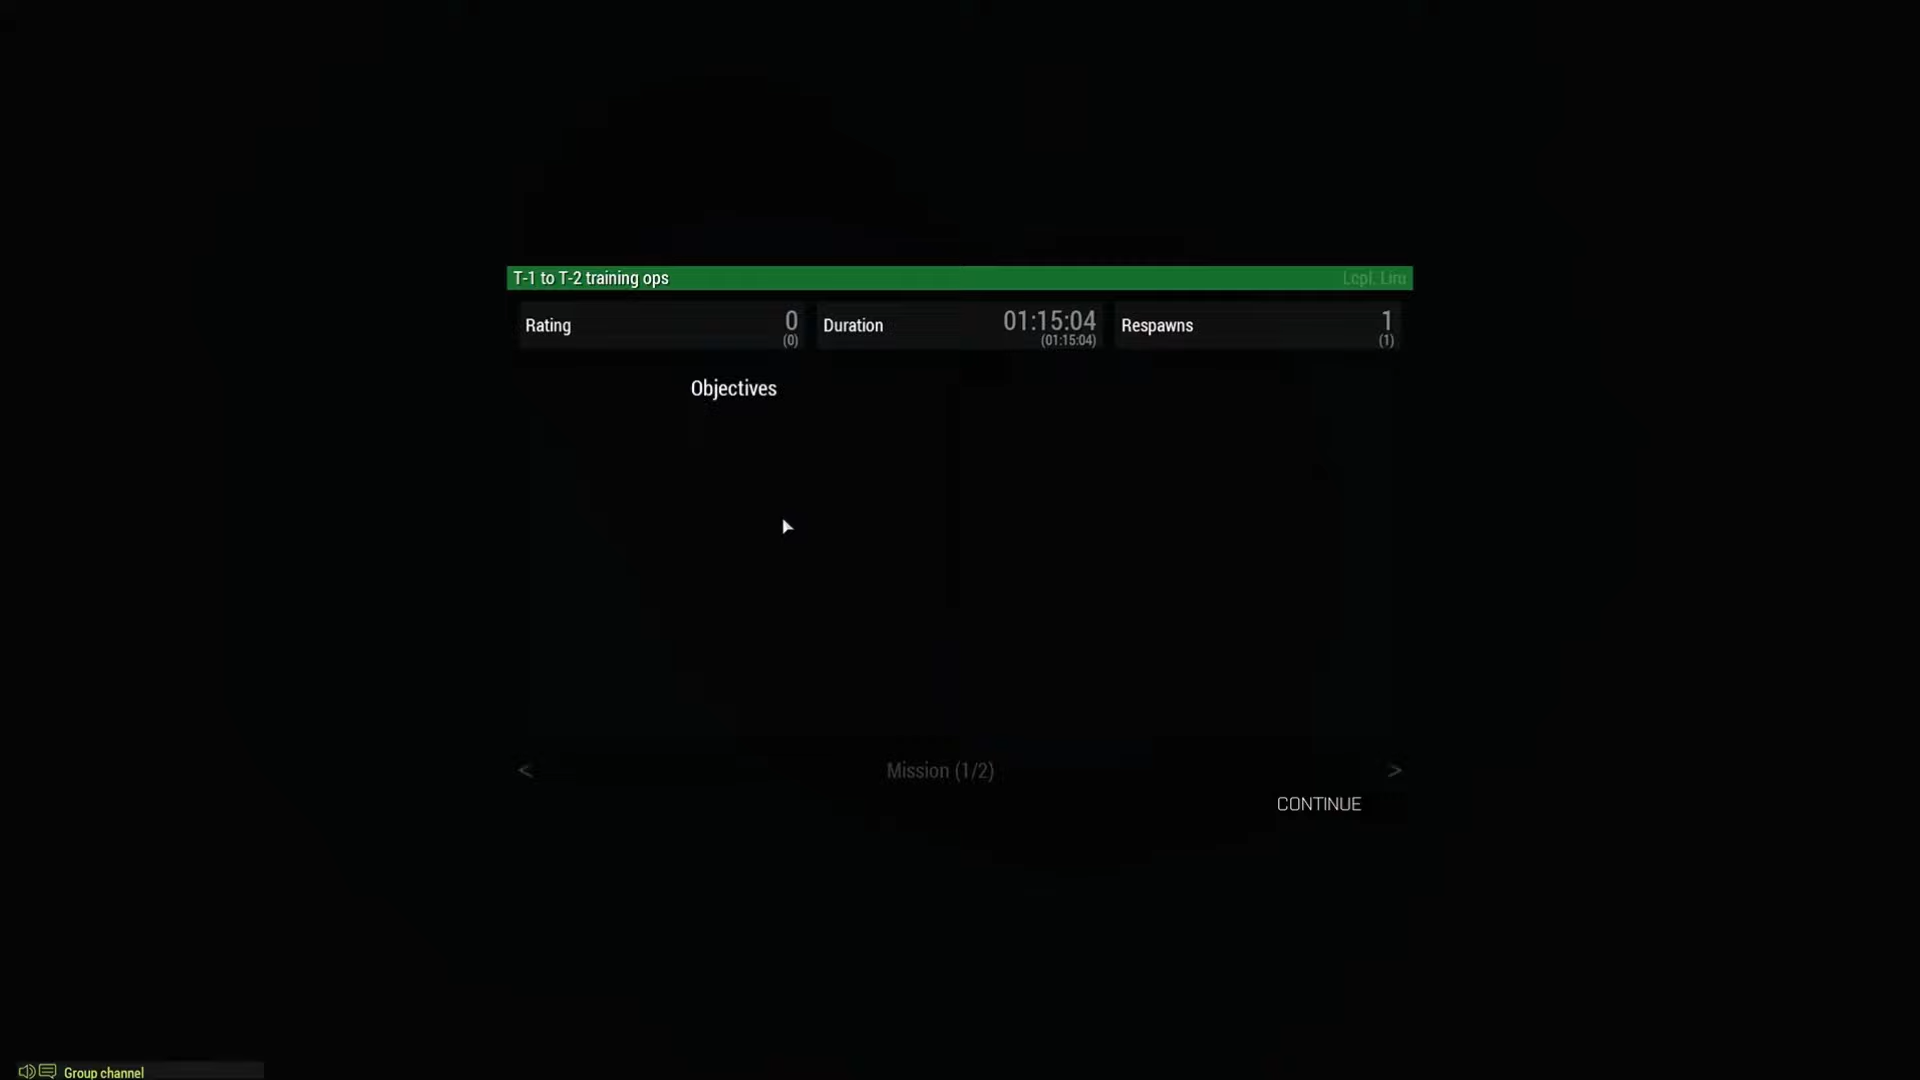 T-1 to T-2 training ops
Lcpl. Liru
Rating 0 (0)
Duration 01:15:04 (01:15:04)
Respawns 1 (1)
Objectives
< Mission (1/2) >
CONTINUE
Group channel